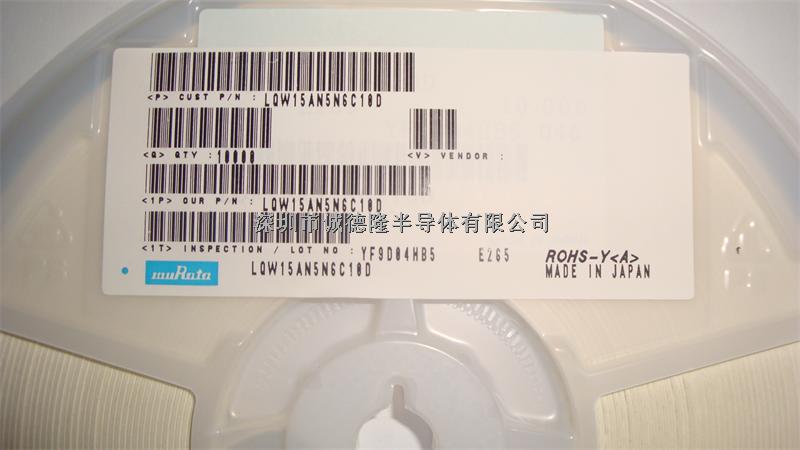 <P> CUST P/N : LQW15AN5N6C10D
<Q> QTY : 10000 <V> VENDOR :
<1P> OUR P/N : LQW15AN5N6C10D
深圳市诚德隆半导体有限公司
<1T> INSPECTION / LOT NO : YF9D04HB5 E265 ROHS-Y<A>
muRata LQW15AN5N6C10D MADE IN JAPAN